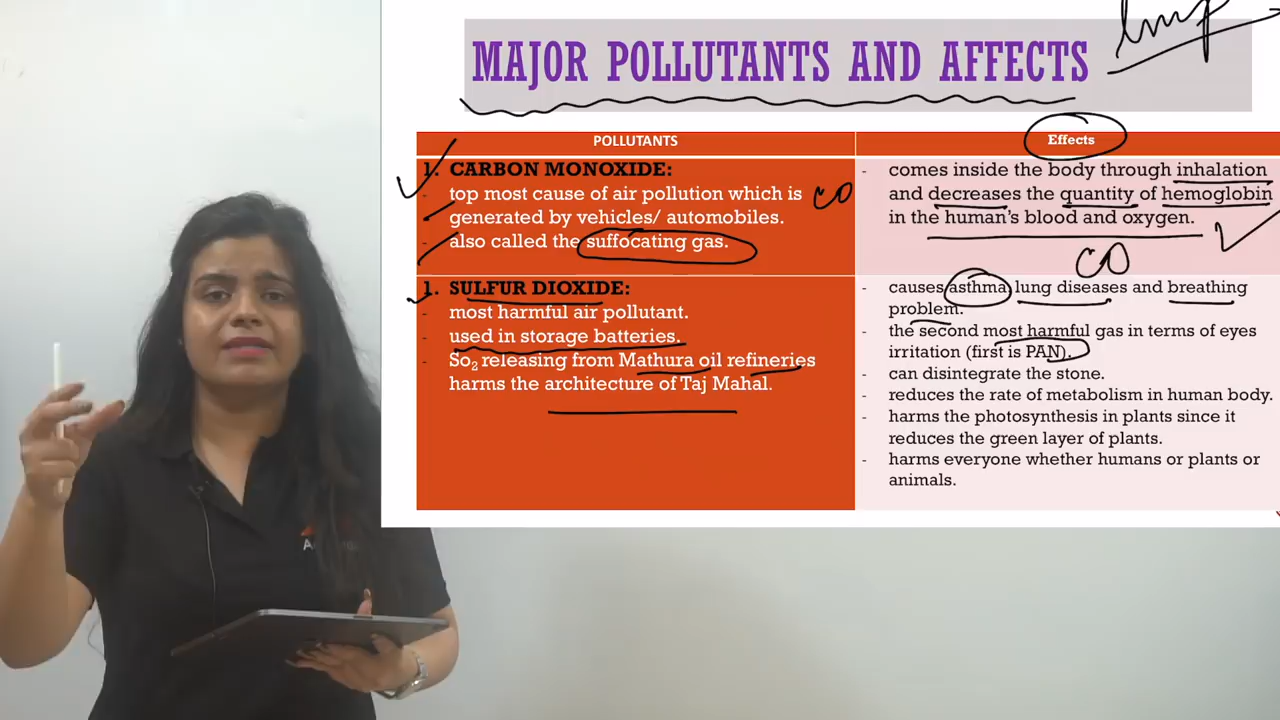 Imp
MAJOR POLLUTANTS AND AFFECTS
POLLUTANTS
Effects
1. CARBON MONOXIDE:
- top most cause of air pollution which is
generated by vehicles/ automobiles.
- also called the suffocating gas.
CO
- comes inside the body through inhalation
and decreases the quantity of hemoglobin
in the human's blood and oxygen.
CO
1. SULFUR DIOXIDE:
- most harmful air pollutant.
- used in storage batteries.
- So₂ releasing from Mathura oil refineries
harms the architecture of Taj Mahal.
- causes asthma, lung diseases and breathing
problem.
- the second most harmful gas in terms of eyes
irritation (first is PAN).
- can disintegrate the stone.
- reduces the rate of metabolism in human body.
- harms the photosynthesis in plants since it
reduces the green layer of plants.
- harms everyone whether humans or plants or
animals.